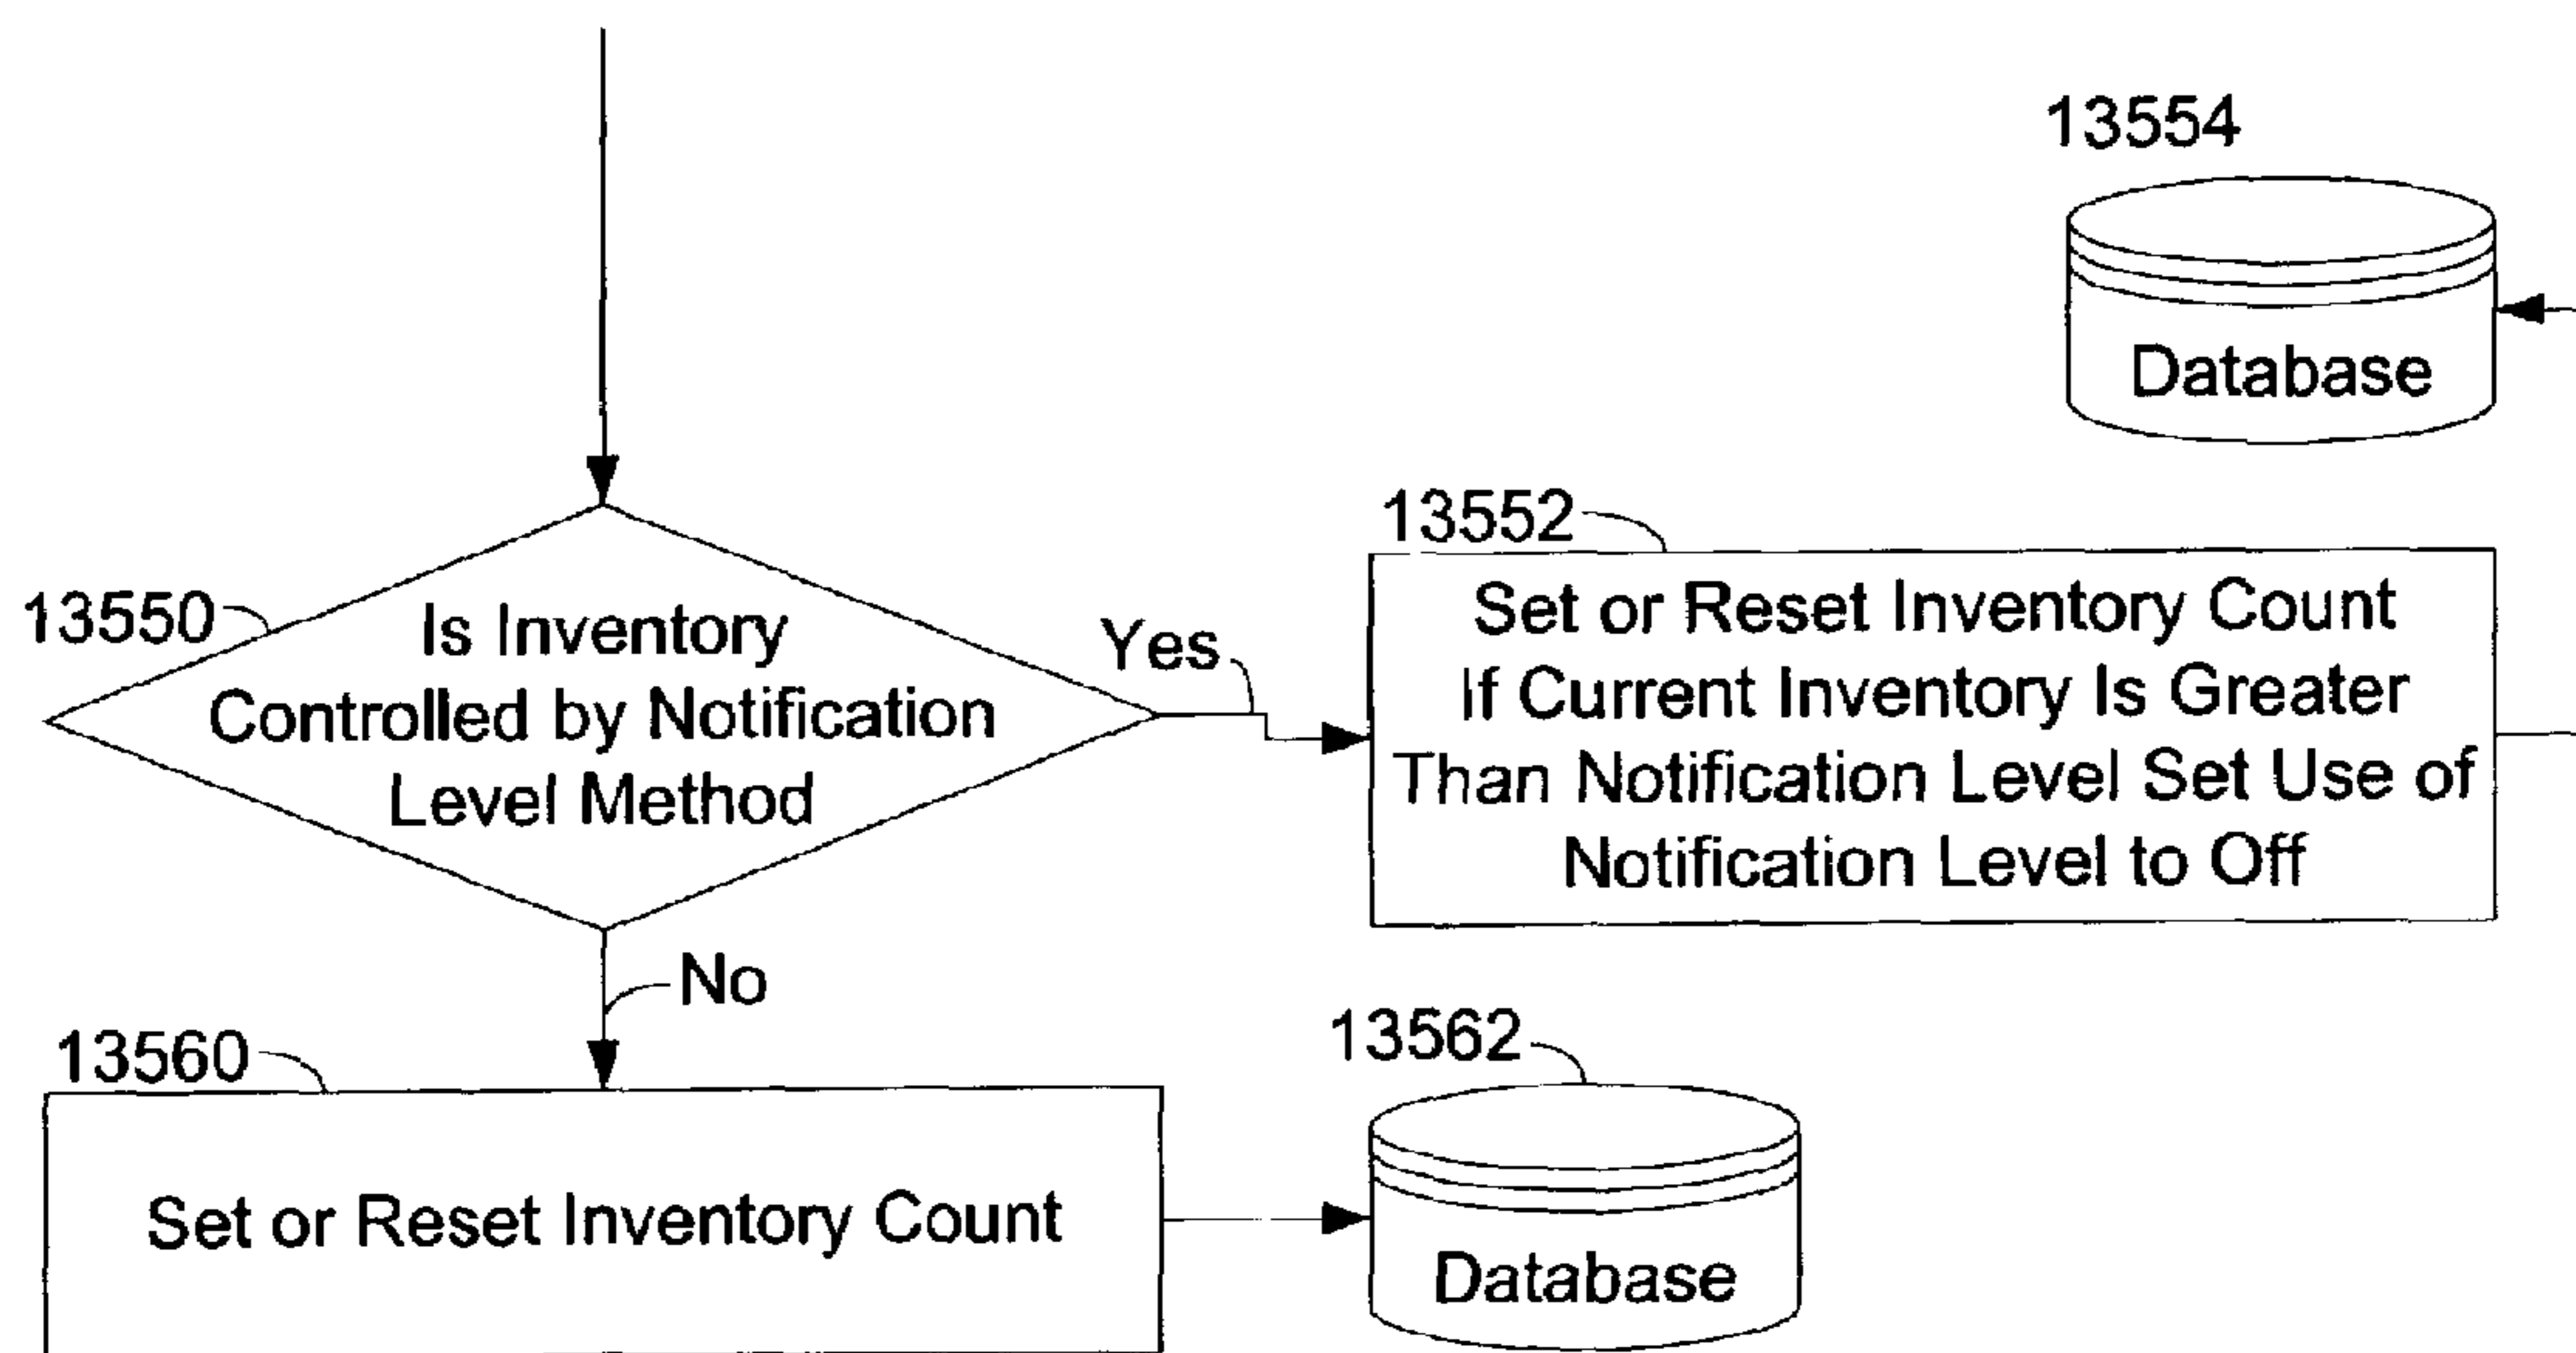 13554
Database
13552
Set or Reset Inventory Count
If Current Inventory Is Greater
Than Notification Level Set Use of
Notification Level to Off
13550
Is Inventory
Controlled by Notification
Level Method
Yes
No
13560
Set or Reset Inventory Count
13562
Database